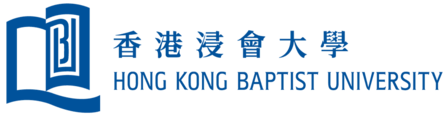 香港浸會大學
HONG KONG BAPTIST UNIVERSITY